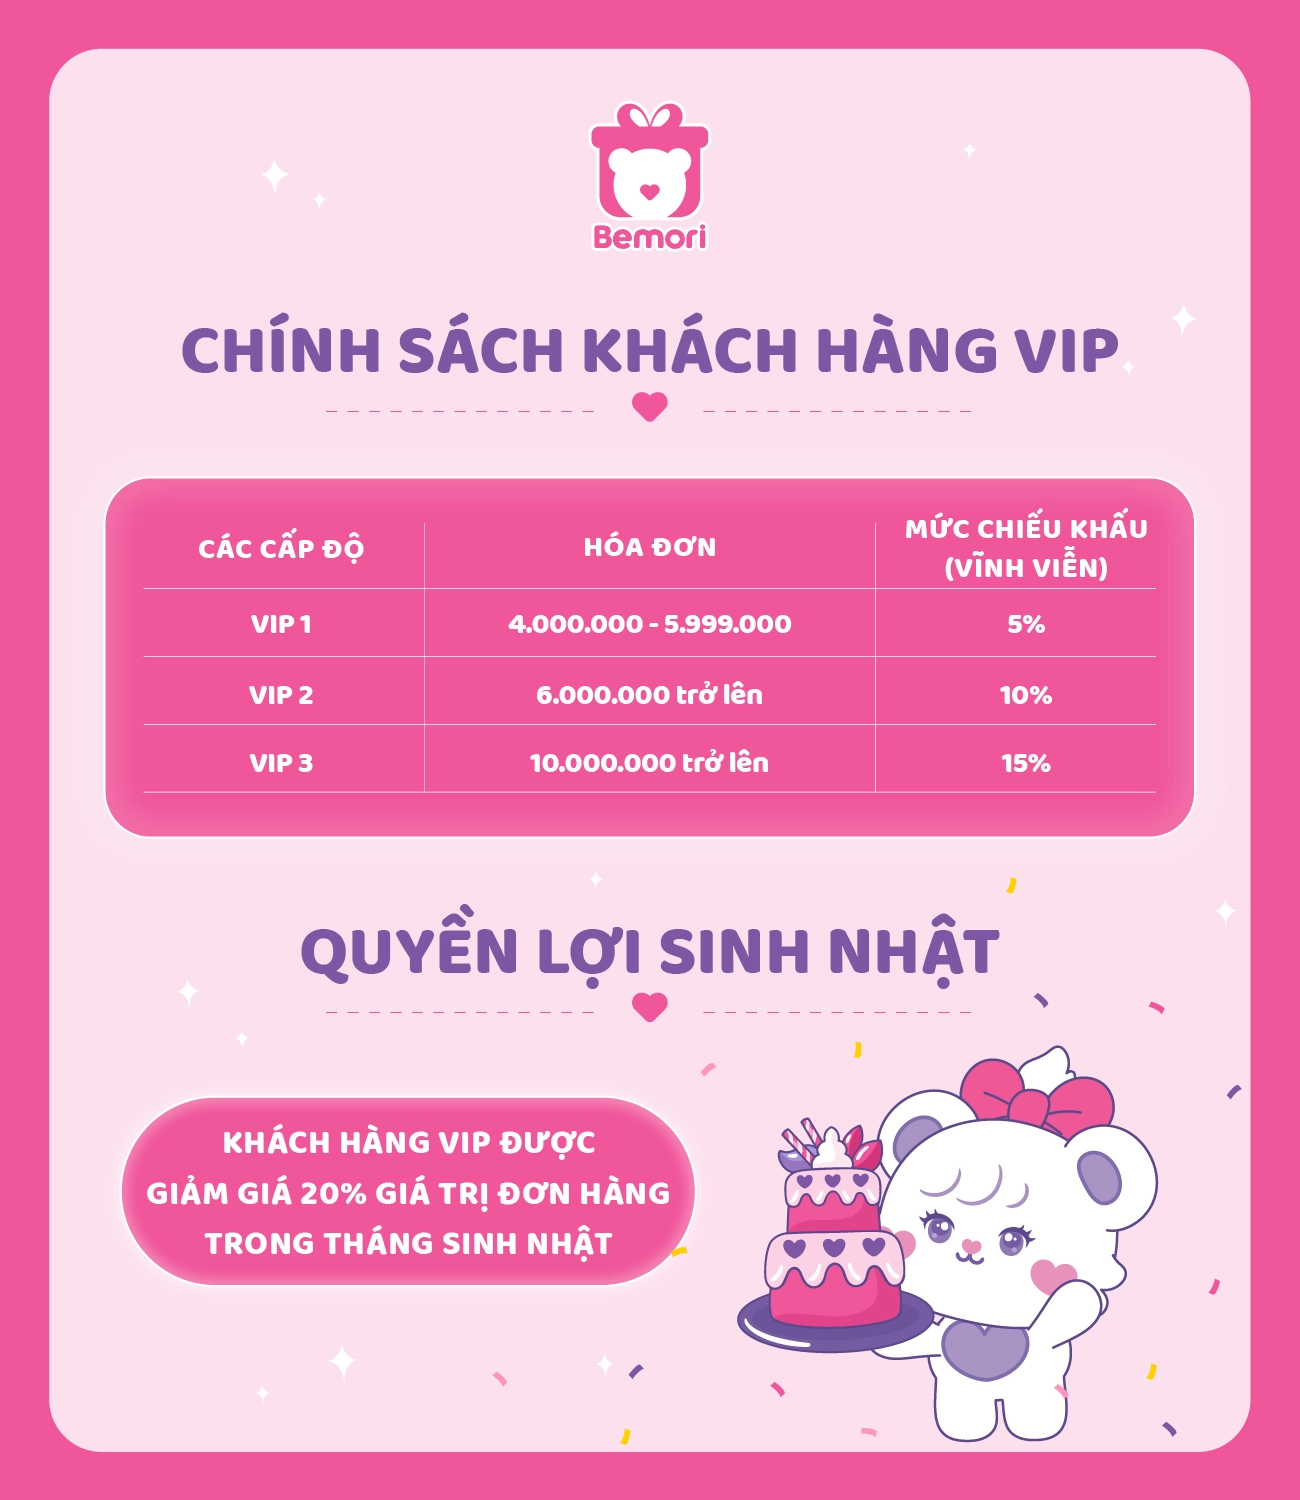 Bemori
CHÍNH SÁCH KHÁCH HÀNG VIP
CÁC CẤP ĐỘ
HÓA ĐƠN
MỨC CHIẾU KHẤU
(VĨNH VIỄN)
VIP 1
4.000.000 - 5.999.000
5%
VIP 2
6.000.000 trở lên
10%
VIP 3
10.000.000 trở lên
15%
QUYỀN LỢI SINH NHẬT
KHÁCH HÀNG VIP ĐƯỢC
GIẢM GIÁ 20% GIÁ TRỊ ĐƠN HÀNG
TRONG THÁNG SINH NHẬT